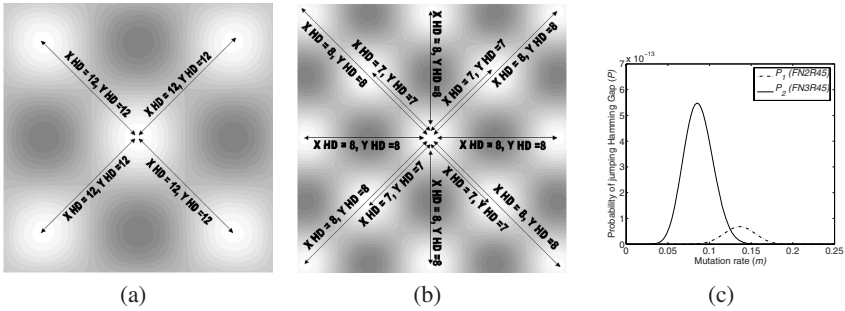 X HD = 12, Y HD =12
X HD = 12, Y HD =12
X HD = 12, Y HD =12
X HD = 12, Y HD =12
(a)
X HD = 8, Y HD =8
X HD = 7, Y HD =7
X HD = 8, Y HD =8
X HD = 7, Y HD =7
X HD = 8, Y HD =8
X HD = 8, Y HD =8
X HD = 8, Y HD =8
X HD = 8, Y HD =8
X HD = 7, Y HD =7
X HD = 8, Y HD =8
X HD = 7, Y HD =7
X HD = 8, Y HD =8
(b)
x 10⁻¹³
7
6
5
4
3
2
1
0
0
0.05
0.1
0.15
0.2
0.25
Probability of jumping Hamming Gap (P)
Mutation rate (m)
P₁ (FN2R45)
P₂ (FN3R45)
(c)